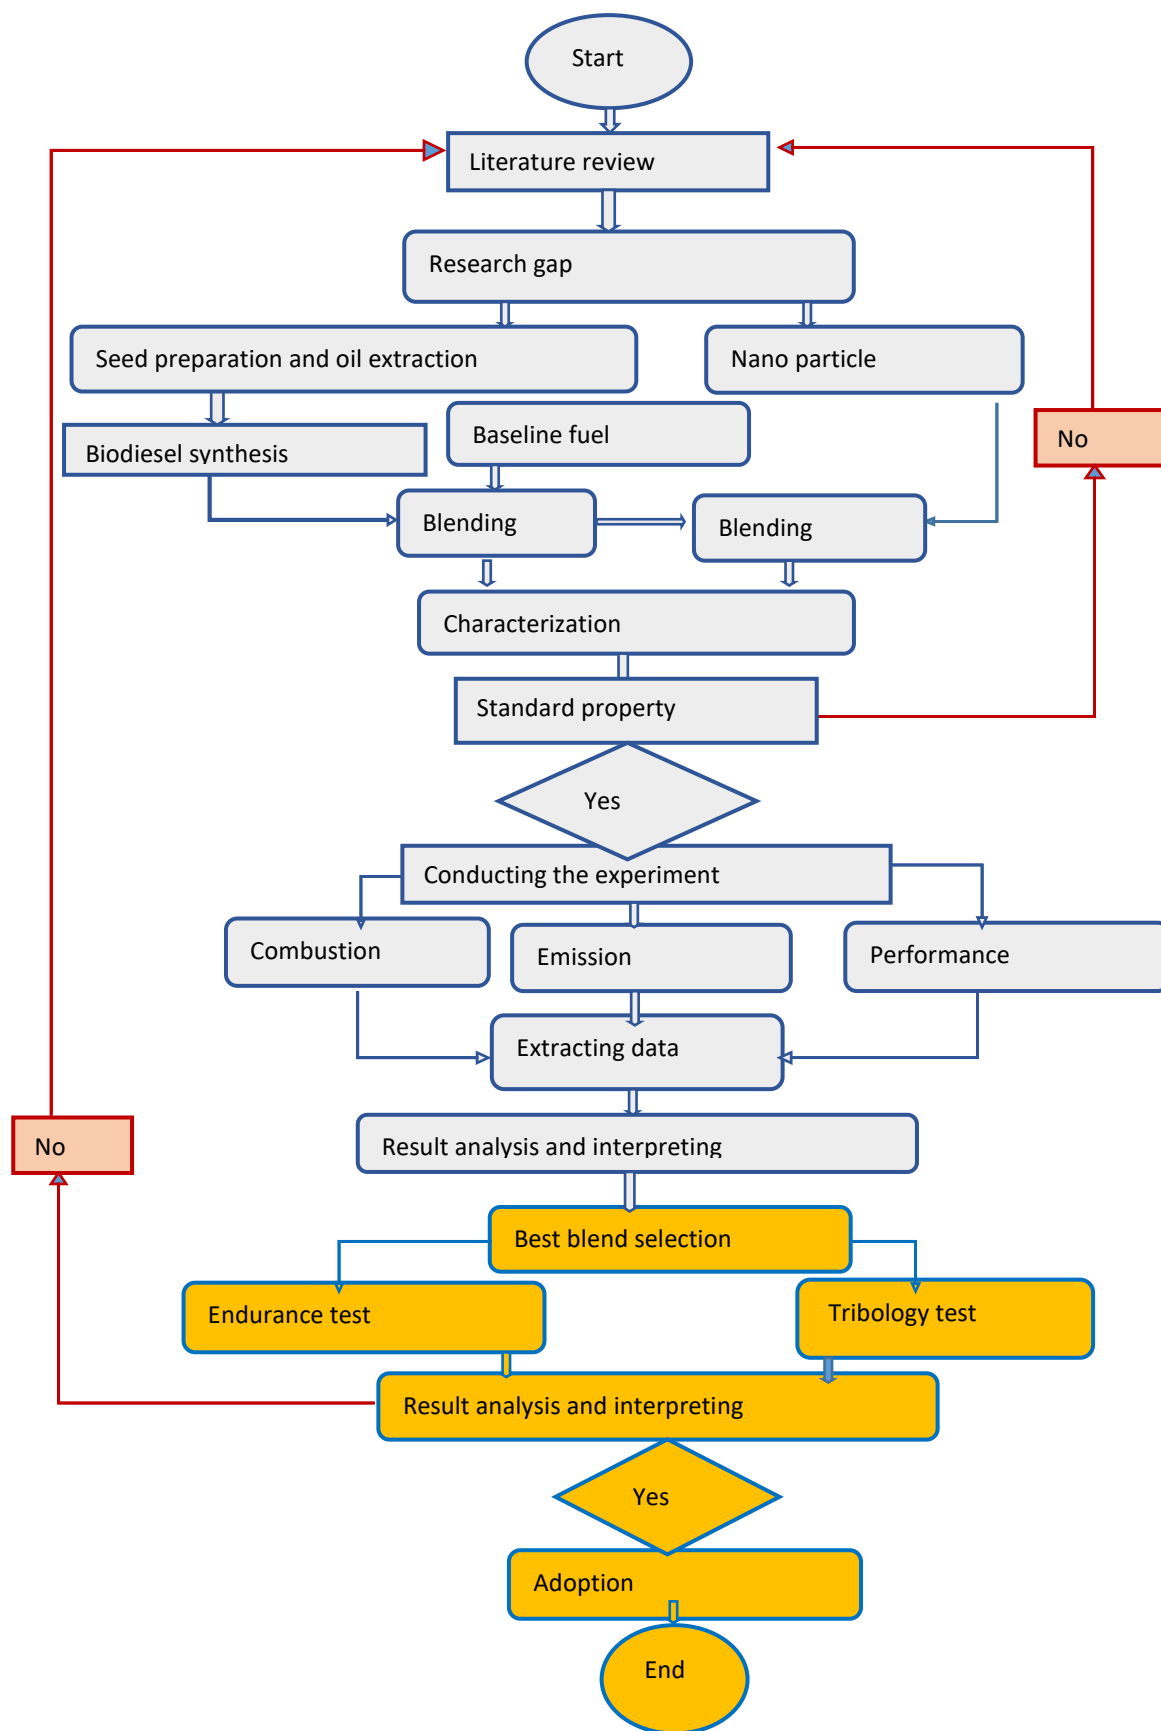 Start
Literature review
Research gap
Seed preparation and oil extraction
Nano particle
Baseline fuel
No
Biodiesel synthesis
Blending
Blending
Characterization
Standard property
Yes
Conducting the experiment
Combustion
Emission
Performance
Extracting data
No
Result analysis and interpreting
Best blend selection
Endurance test
Tribology test
Result analysis and interpreting
Yes
Adoption
End